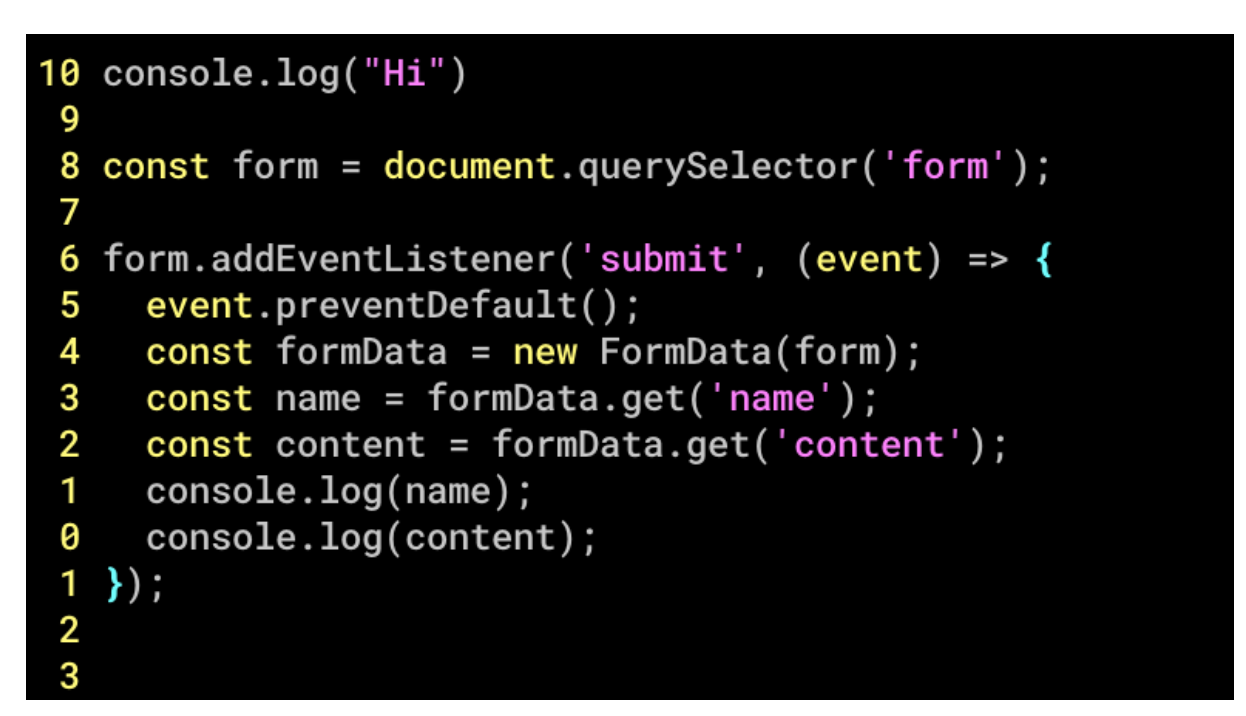 10 console.log("Hi")
9
8 const form = document.querySelector('form');
7
6 form.addEventListener('submit', (event) => {
5   event.preventDefault();
4   const formData = new FormData(form);
3   const name = formData.get('name');
2   const content = formData.get('content');
1   console.log(name);
0   console.log(content);
1 });
2
3